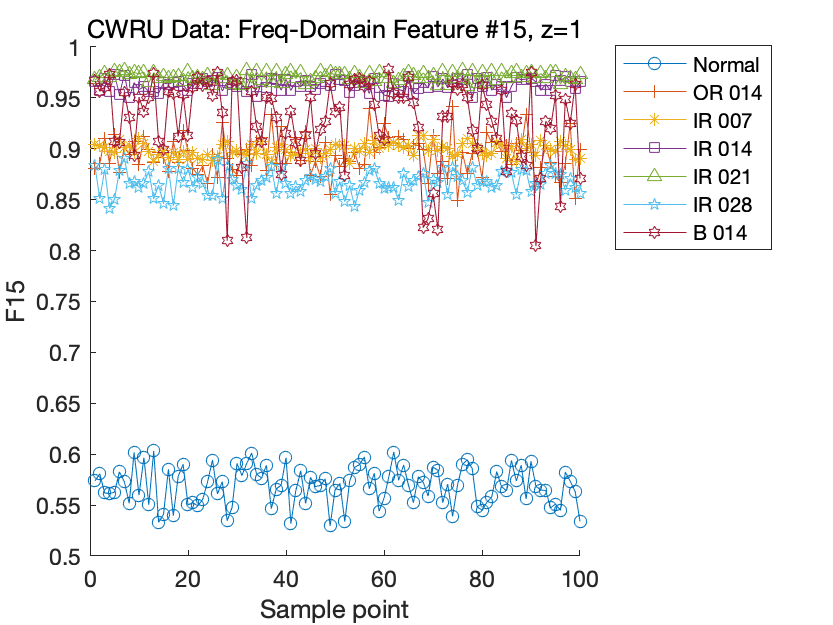 CWRU Data: Freq-Domain Feature #15, z=1
1
0.95
0.9
0.85
0.8
0.75
0.7
0.65
0.6
0.55
0.5
F15
0 20 40 60 80 100
Sample point
Normal
OR 014
IR 007
IR 014
IR 021
IR 028
B 014